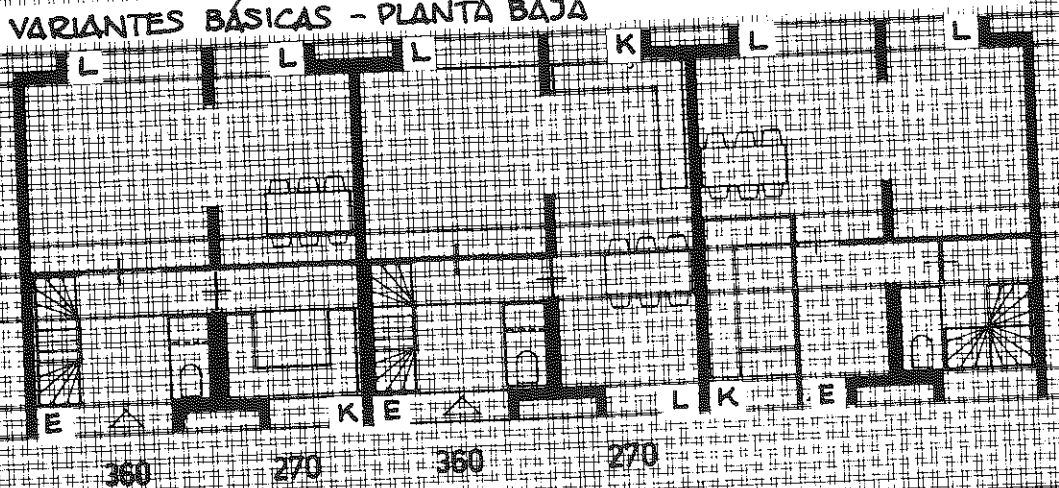 VARIANTES BÁSICAS - PLANTA BAJA
L L L K L L
E K E L K E
360 270 360 270